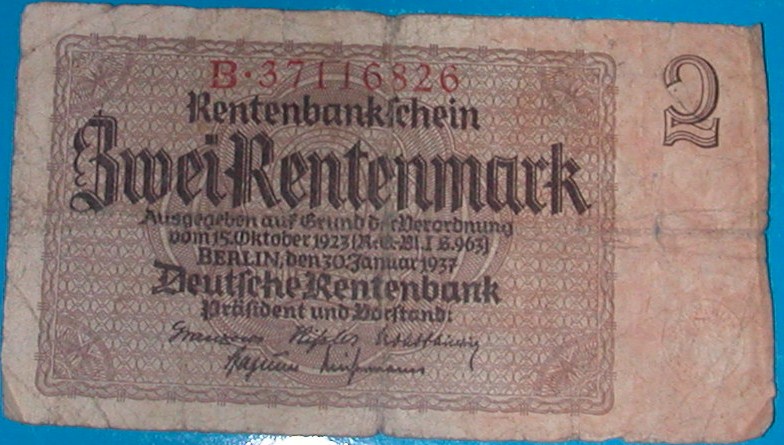 B·37116826
2
Rentenbankschein
Zwei Rentenmark
Ausgegeben auf Grund der Verordnung
vom 15. Oktober 1923 (R.G.-Bl. I S. 963)
BERLIN, den 30. Januar 1937
Deutsche Rentenbank
Präsident und Vorstand: